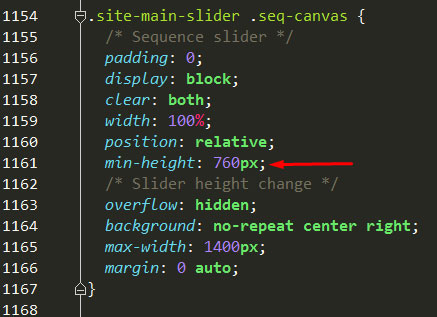 1154 .site-main-slider .seq-canvas {
1155 /* Sequence slider */
1156 padding: 0;
1157 display: block;
1158 clear: both;
1159 width: 100%;
1160 position: relative;
1161 min-height: 760px;
1162 /* Slider height change */
1163 overflow: hidden;
1164 background: no-repeat center right;
1165 max-width: 1400px;
1166 margin: 0 auto;
1167 }
1168